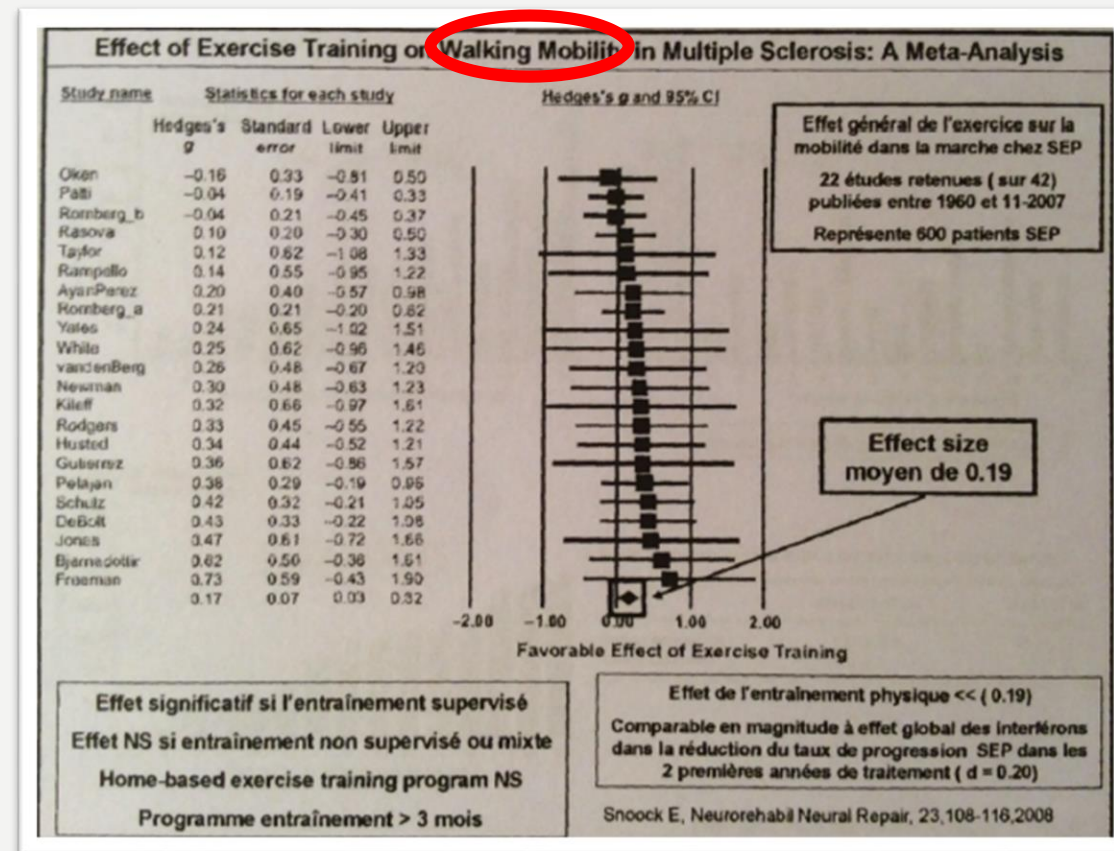 Effect of Exercise Training on Walking Mobility in Multiple Sclerosis: A Meta-Analysis
Study name Statistics for each study Hedges's g and 95% CI
Hedges's g Standard error Lower limit Upper limit
Oken −0.16 0.33 −0.81 0.50
Patti −0.04 0.19 −0.41 0.33
Romberg_b −0.04 0.21 −0.45 0.37
Rasova 0.10 0.20 −0.30 0.50
Taylor 0.12 0.62 −1.08 1.33
Rampello 0.14 0.55 −0.95 1.22
AyanPerez 0.20 0.40 −0.57 0.98
Romberg_a 0.21 0.21 −0.20 0.62
Yates 0.24 0.65 −1.02 1.51
White 0.25 0.62 −0.96 1.46
vandenBerg 0.26 0.48 −0.67 1.20
Newman 0.30 0.48 −0.63 1.23
Kileff 0.32 0.66 −0.97 1.61
Rodgers 0.33 0.45 −0.55 1.22
Husted 0.34 0.44 −0.52 1.21
Gutierrez 0.36 0.62 −0.86 1.57
0.38 0.29 −0.19 0.96
Schulz 0.42 0.32 −0.21 1.05
DeBolt 0.43 0.33 −0.22 1.08
Jones 0.47 0.61 −0.72 1.66
0.62 0.50 −0.36 1.61
Freeman 0.73 0.59 −0.43 1.90
0.17 0.07 0.03 0.32
−2.00 −1.00 0.00 1.00 2.00
Favorable Effect of Exercise Training
Effet général de l'exercice sur la
mobilité dans la marche chez SEP
22 études retenues ( sur 42)
publiées entre 1960 et 11-2007
Représente 600 patients SEP
Effect size
moyen de 0.19
Effet significatif si l'entraînement supervisé
Effet NS si entraînement non supervisé ou mixte
Home-based exercise training program NS
Programme entraînement > 3 mois
Effet de l'entraînement physique << ( 0.19)
Comparable en magnitude à effet global des interférons
dans la réduction du taux de progression SEP dans les
2 premières années de traitement ( d = 0.20)
Snoock E, Neurorehabil Neural Repair, 23,108-116,2008